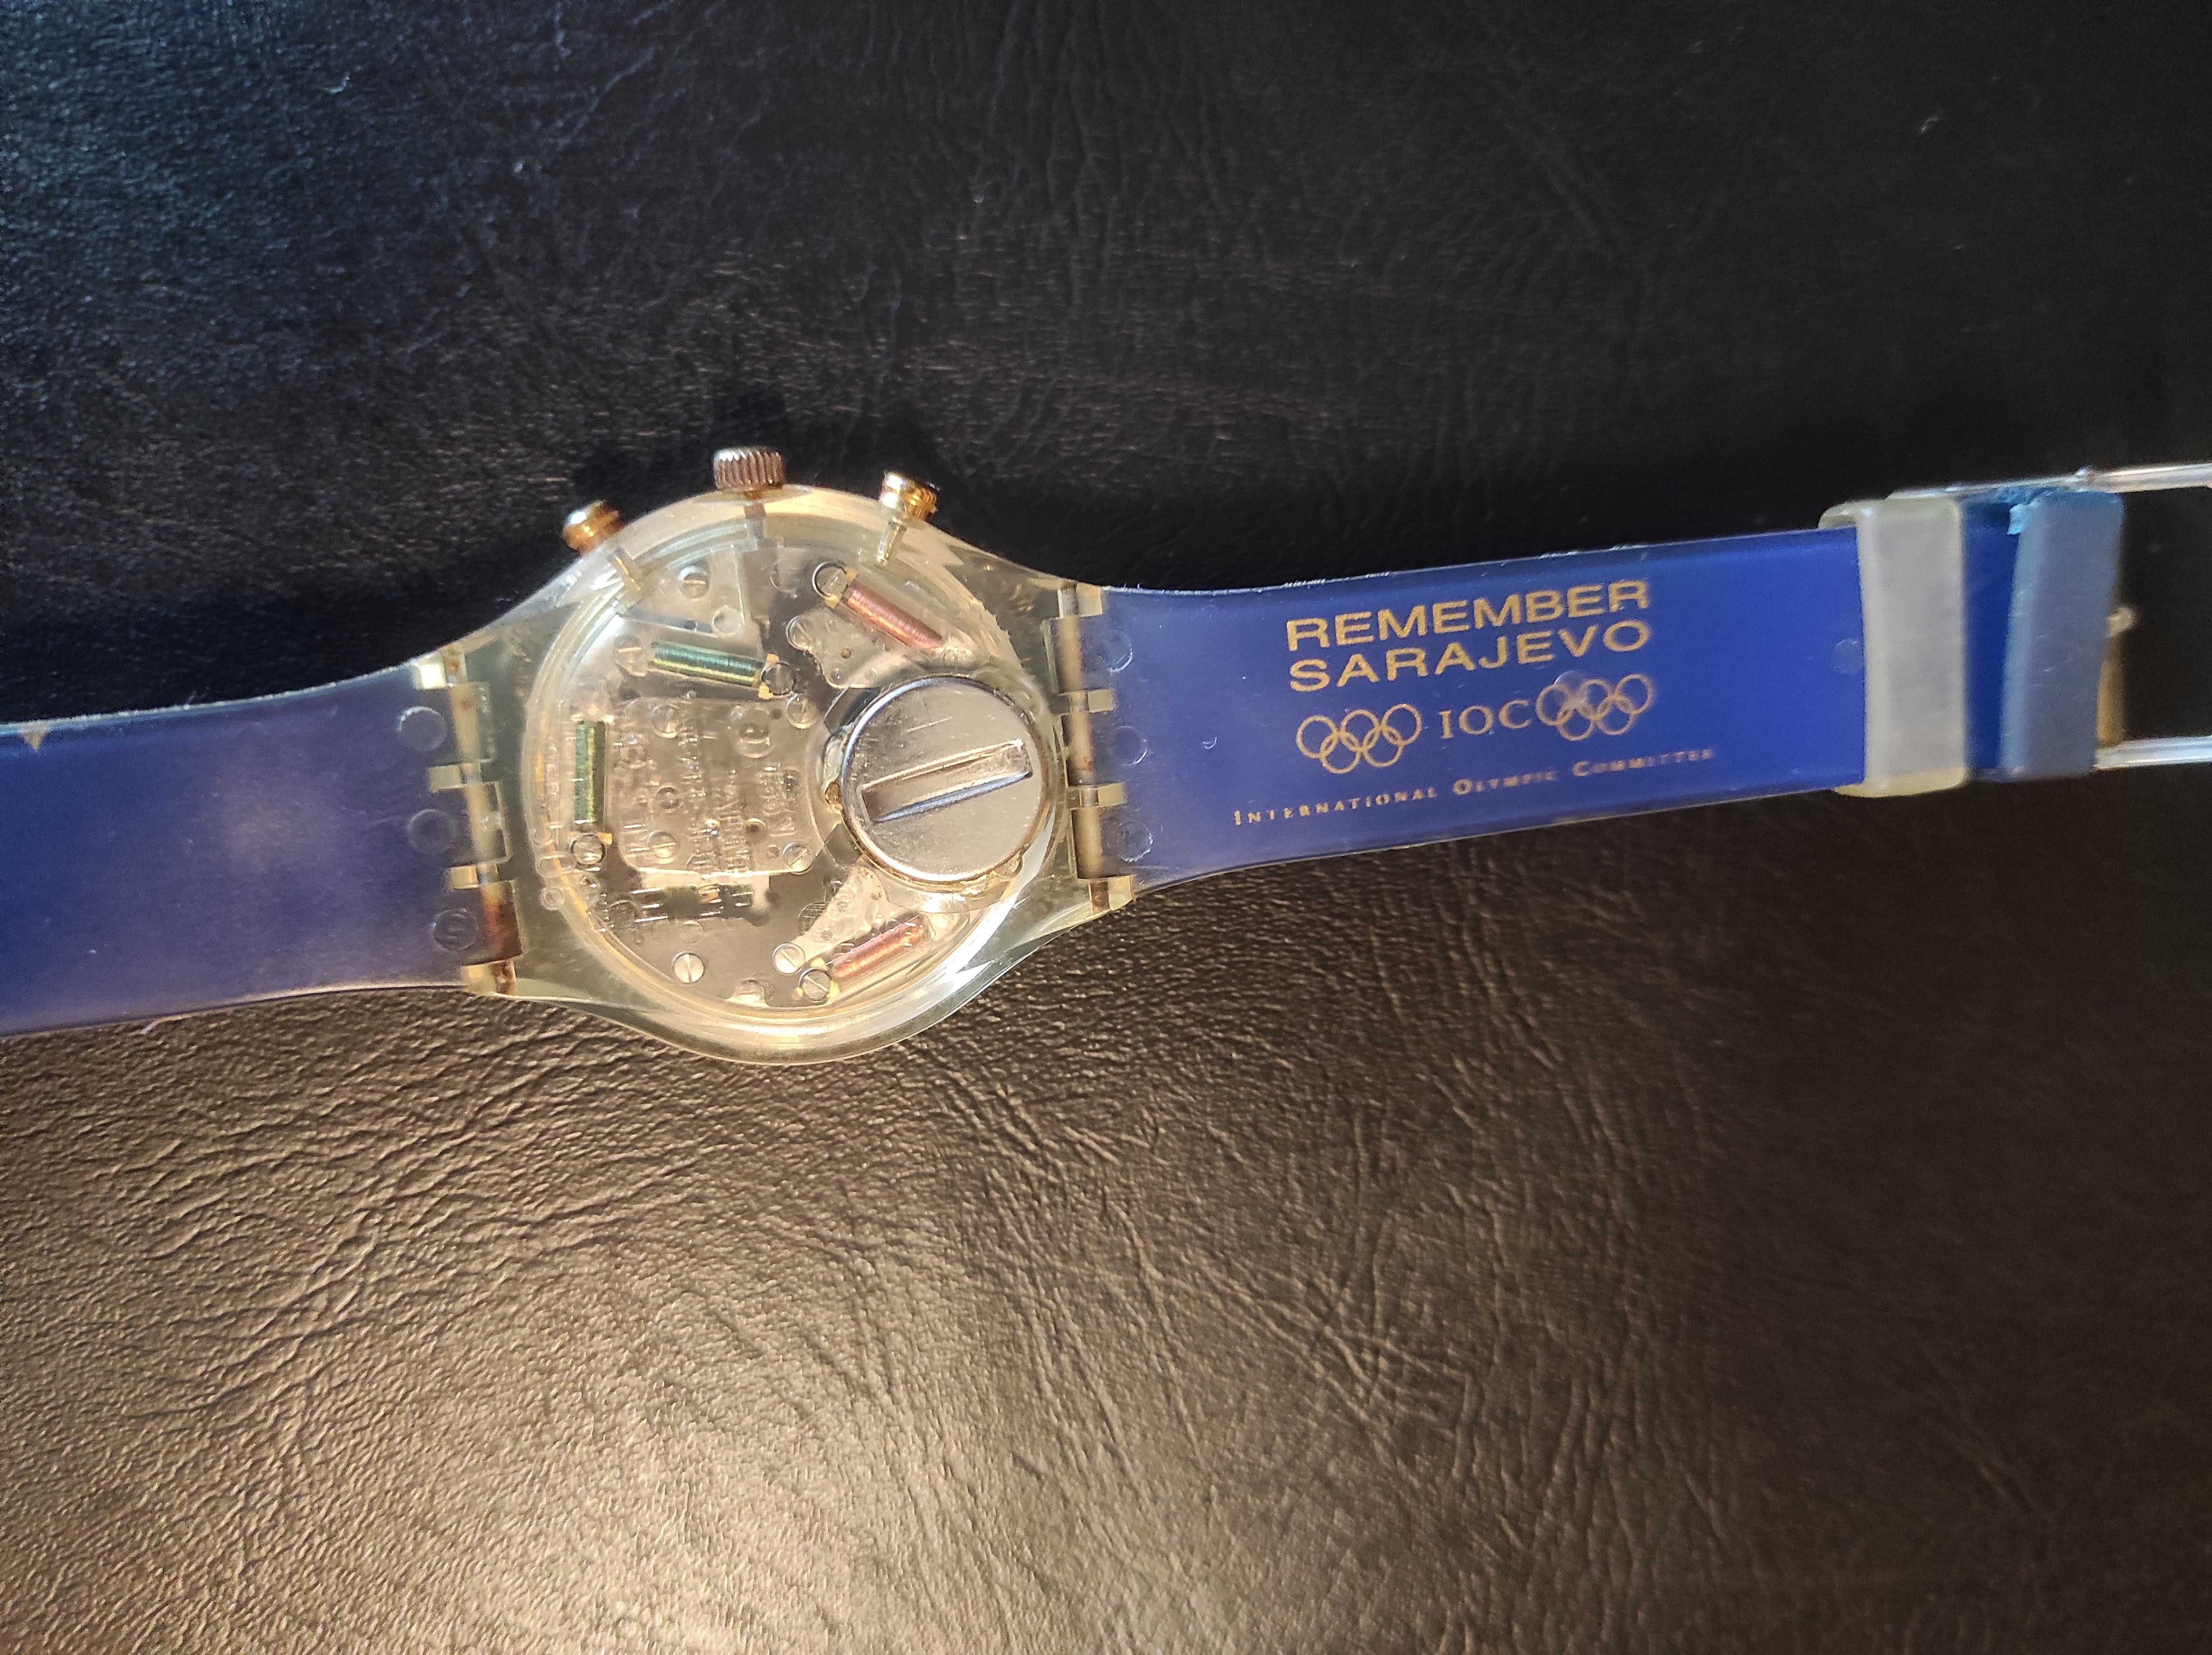 REMEMBER
SARAJEVO
IOC
INTERNATIONAL OLYMPIC COMMITTEE